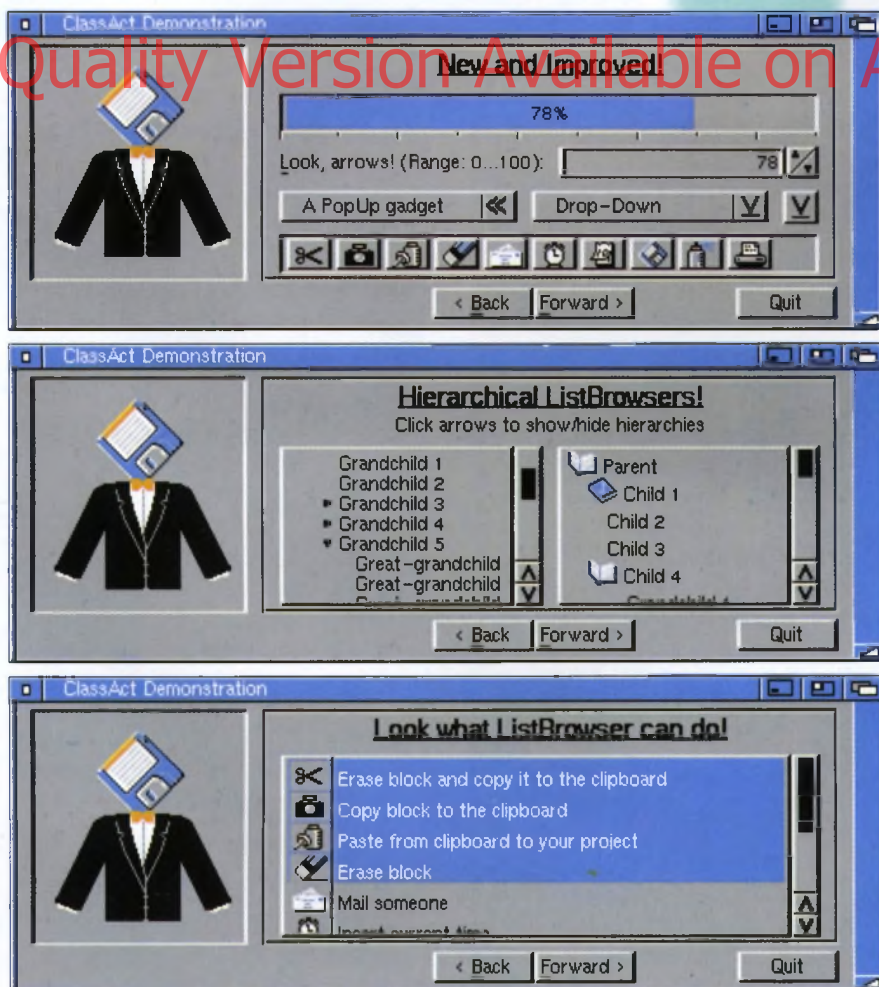 ClassAct Demonstration
Quality Version Available on A
New and Improved!
78%
Look, arrows! (Range: 0...100):
78
A PopUp gadget
Drop-Down
< Back
Forward >
Quit
ClassAct Demonstration
Hierarchical ListBrowsers!
Click arrows to show/hide hierarchies
Grandchild 1
Grandchild 2
Grandchild 3
Grandchild 4
Grandchild 5
Great-grandchild
Great-grandchild
Parent
Child 1
Child 2
Child 3
Child 4
< Back
Forward >
Quit
ClassAct Demonstration
Look what ListBrowser can do!
Erase block and copy it to the clipboard
Copy block to the clipboard
Paste from clipboard to your project
Erase block
Mail someone
Insert current time
< Back
Forward >
Quit